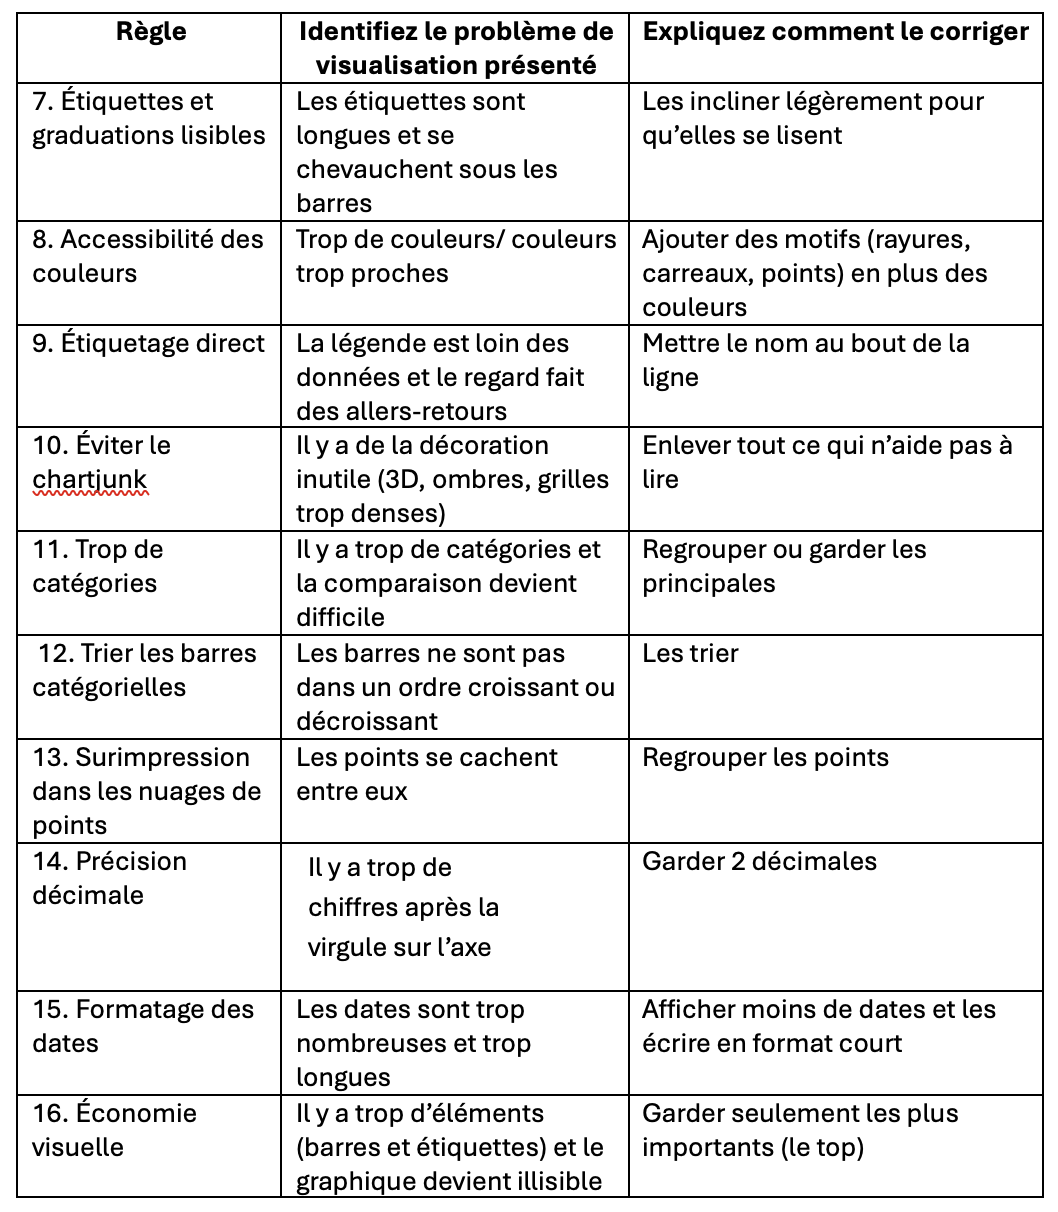 Règle
Identifiez le problème de
visualisation présenté
Expliquez comment le corriger
7. Étiquettes et
graduations lisibles
Les étiquettes sont
longues et se
chevauchent sous les
barres
Les incliner légèrement pour
qu’elles se lisent
8. Accessibilité des
couleurs
Trop de couleurs/ couleurs
trop proches
Ajouter des motifs (rayures,
carreaux, points) en plus des
couleurs
9. Étiquetage direct
La légende est loin des
données et le regard fait
des allers-retours
Mettre le nom au bout de la
ligne
10. Éviter le
chartjunk
Il y a de la décoration
inutile (3D, ombres, grilles
trop denses)
Enlever tout ce qui n’aide pas à
lire
11. Trop de
catégories
Il y a trop de catégories et
la comparaison devient
difficile
Regrouper ou garder les
principales
12. Trier les barres
catégorielles
Les barres ne sont pas
dans un ordre croissant ou
décroissant
Les trier
13. Surimpression
dans les nuages de
points
Les points se cachent
entre eux
Regrouper les points
14. Précision
décimale
Il y a trop de
chiffres après la
virgule sur l’axe
Garder 2 décimales
15. Formatage des
dates
Les dates sont trop
nombreuses et trop
longues
Afficher moins de dates et les
écrire en format court
16. Économie
visuelle
Il y a trop d’éléments
(barres et étiquettes) et le
graphique devient illisible
Garder seulement les plus
importants (le top)